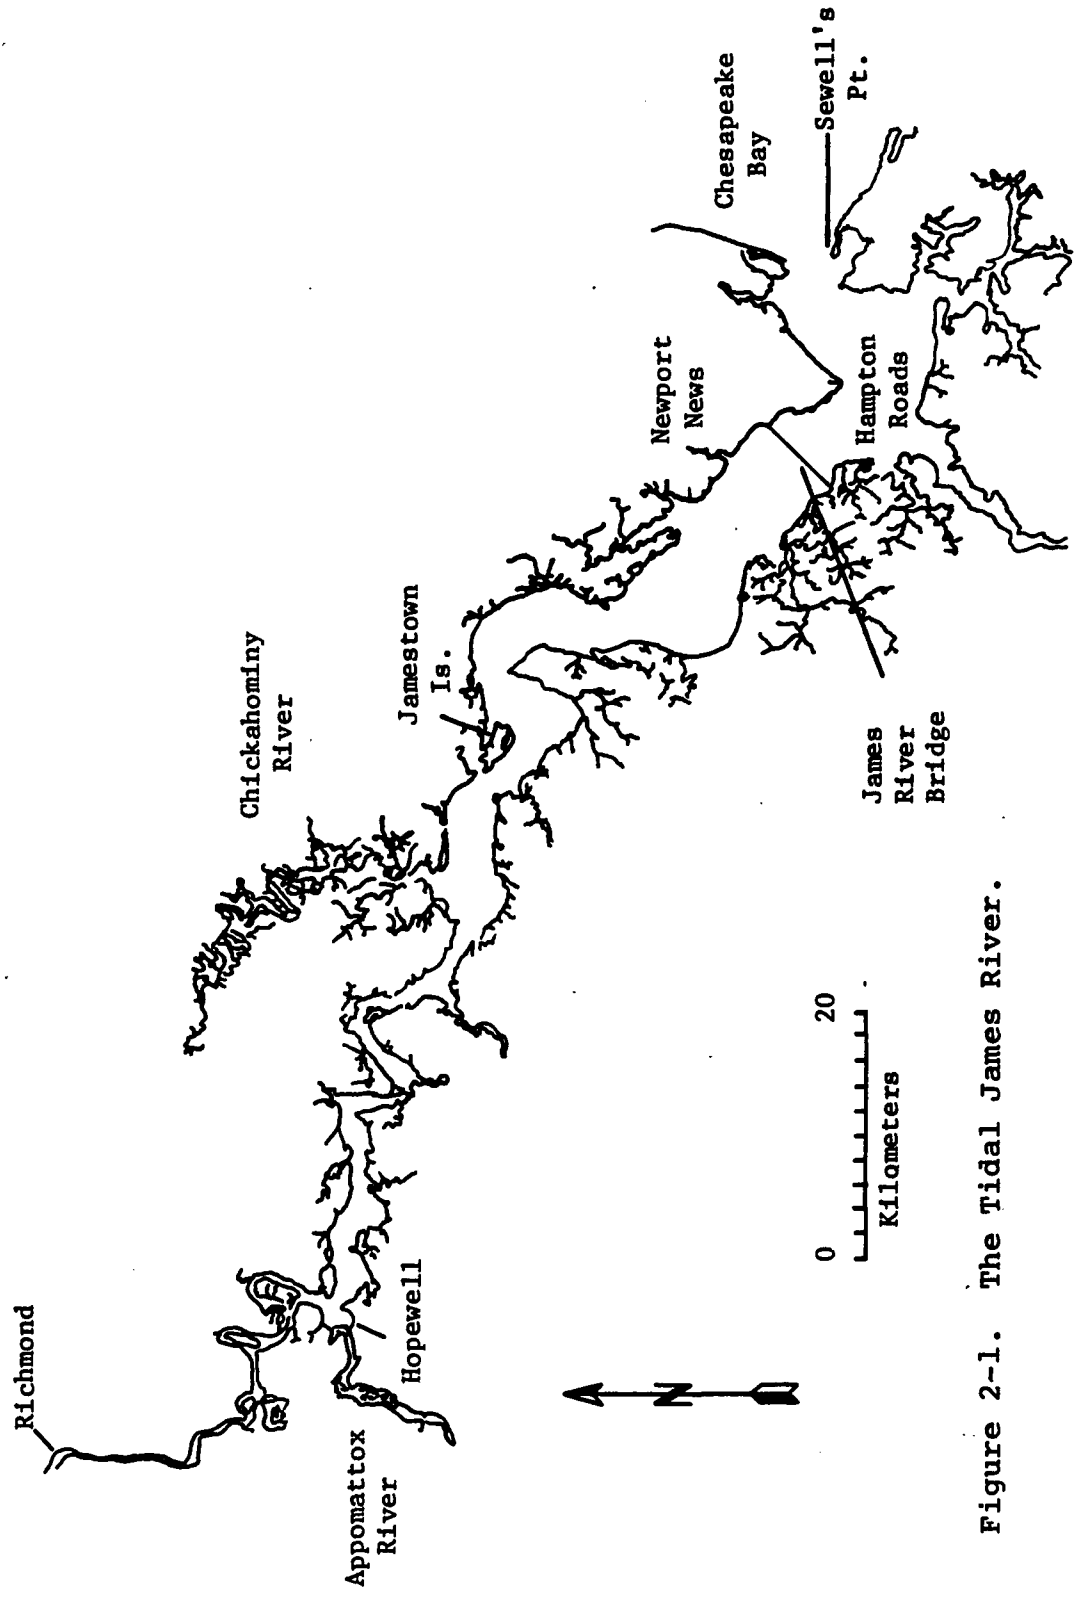 Richmond
Appomattox
River
Hopewell
Chickahominy
River
Jamestown
Is.
Newport
News
Chesapeake
Bay
Sewell's
Pt.
Hampton
Roads
James
River
Bridge
N
0 20
Kilometers
Figure 2-1. The Tidal James River.